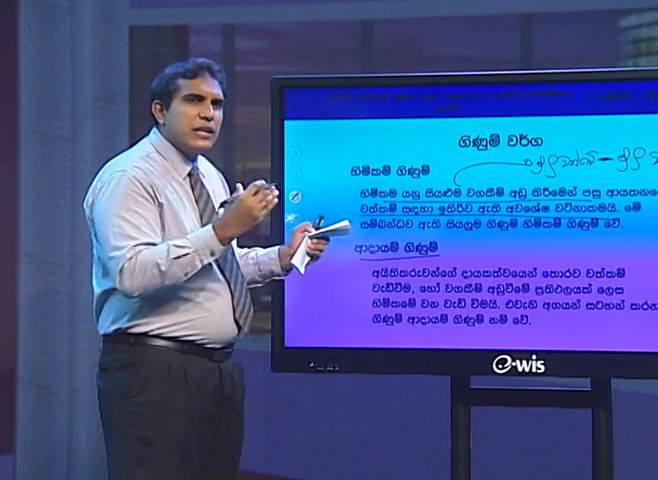 ගිණුම් වර්ග
හිමිකම් ගිණුම්
හිමිකම යනු සියළුම වගකීම් අඩු කිරීමෙන් පසු ආයතනයේ
වත්කම් සඳහා ඉතිරිව ඇති අවශේෂ වටිනාකමයි. මේ
සම්බන්ධව ඇති සියලුම ගිණුම් හිමිකම් ගිණුම් වේ.
ආදායම් ගිණුම්
අයිතිකරුවන්ගේ දායකත්වයෙන් තොරව වත්කම්
වැඩිවීම, හෝ වගකීම් අඩුවීමේ ප්‍රතිඵලයක් ලෙස
හිමිකමේ වන වැඩි වීමයි. එවැනි අගයන් සටහන් කරන
ගිණුම් ආදායම් ගිණුම් නම් වේ.
e-wis